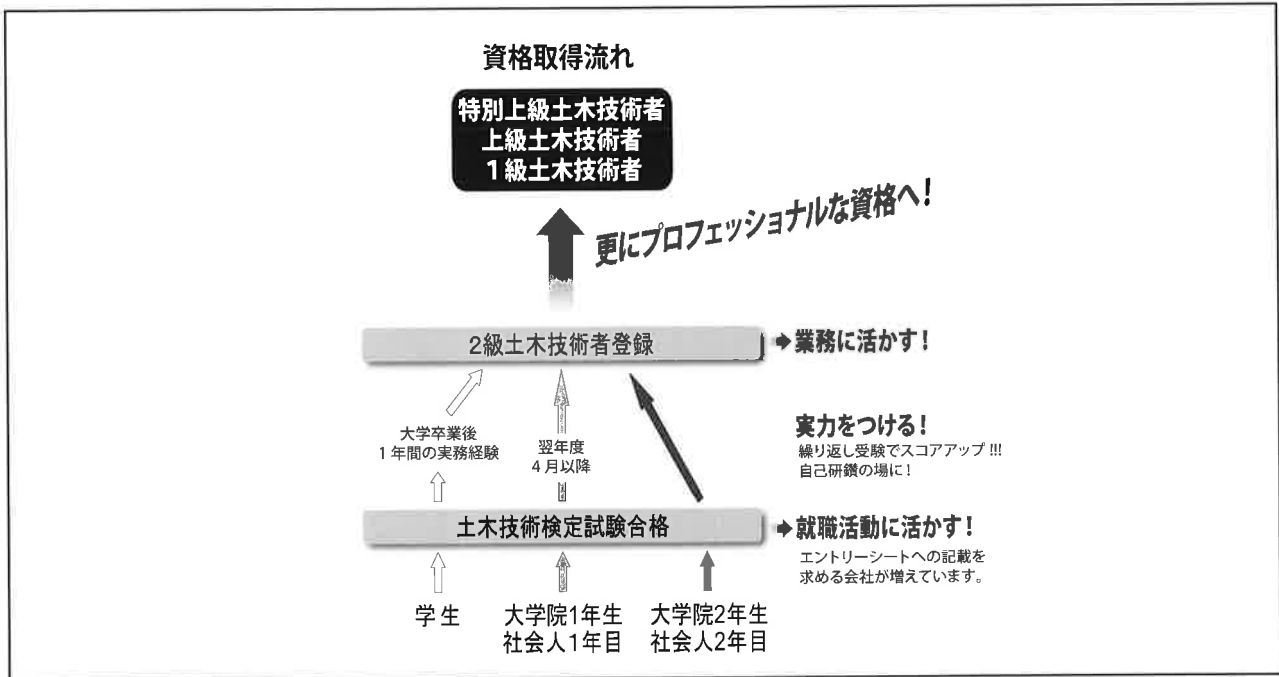 資格取得流れ
特別上級土木技術者
上級土木技術者
1級土木技術者
更にプロフェッショナルな資格へ!
2級土木技術者登録
業務に活かす!
大学卒業後
1年間の実務経験
翌年度
4月以降
実力をつける!
繰り返し受験でスコアアップ!!!
自己研鑽の場に!
土木技術検定試験合格
就職活動に活かす!
エントリーシートへの記載を
求める会社が増えています。
学生
大学院1年生
社会人1年目
大学院2年生
社会人2年目